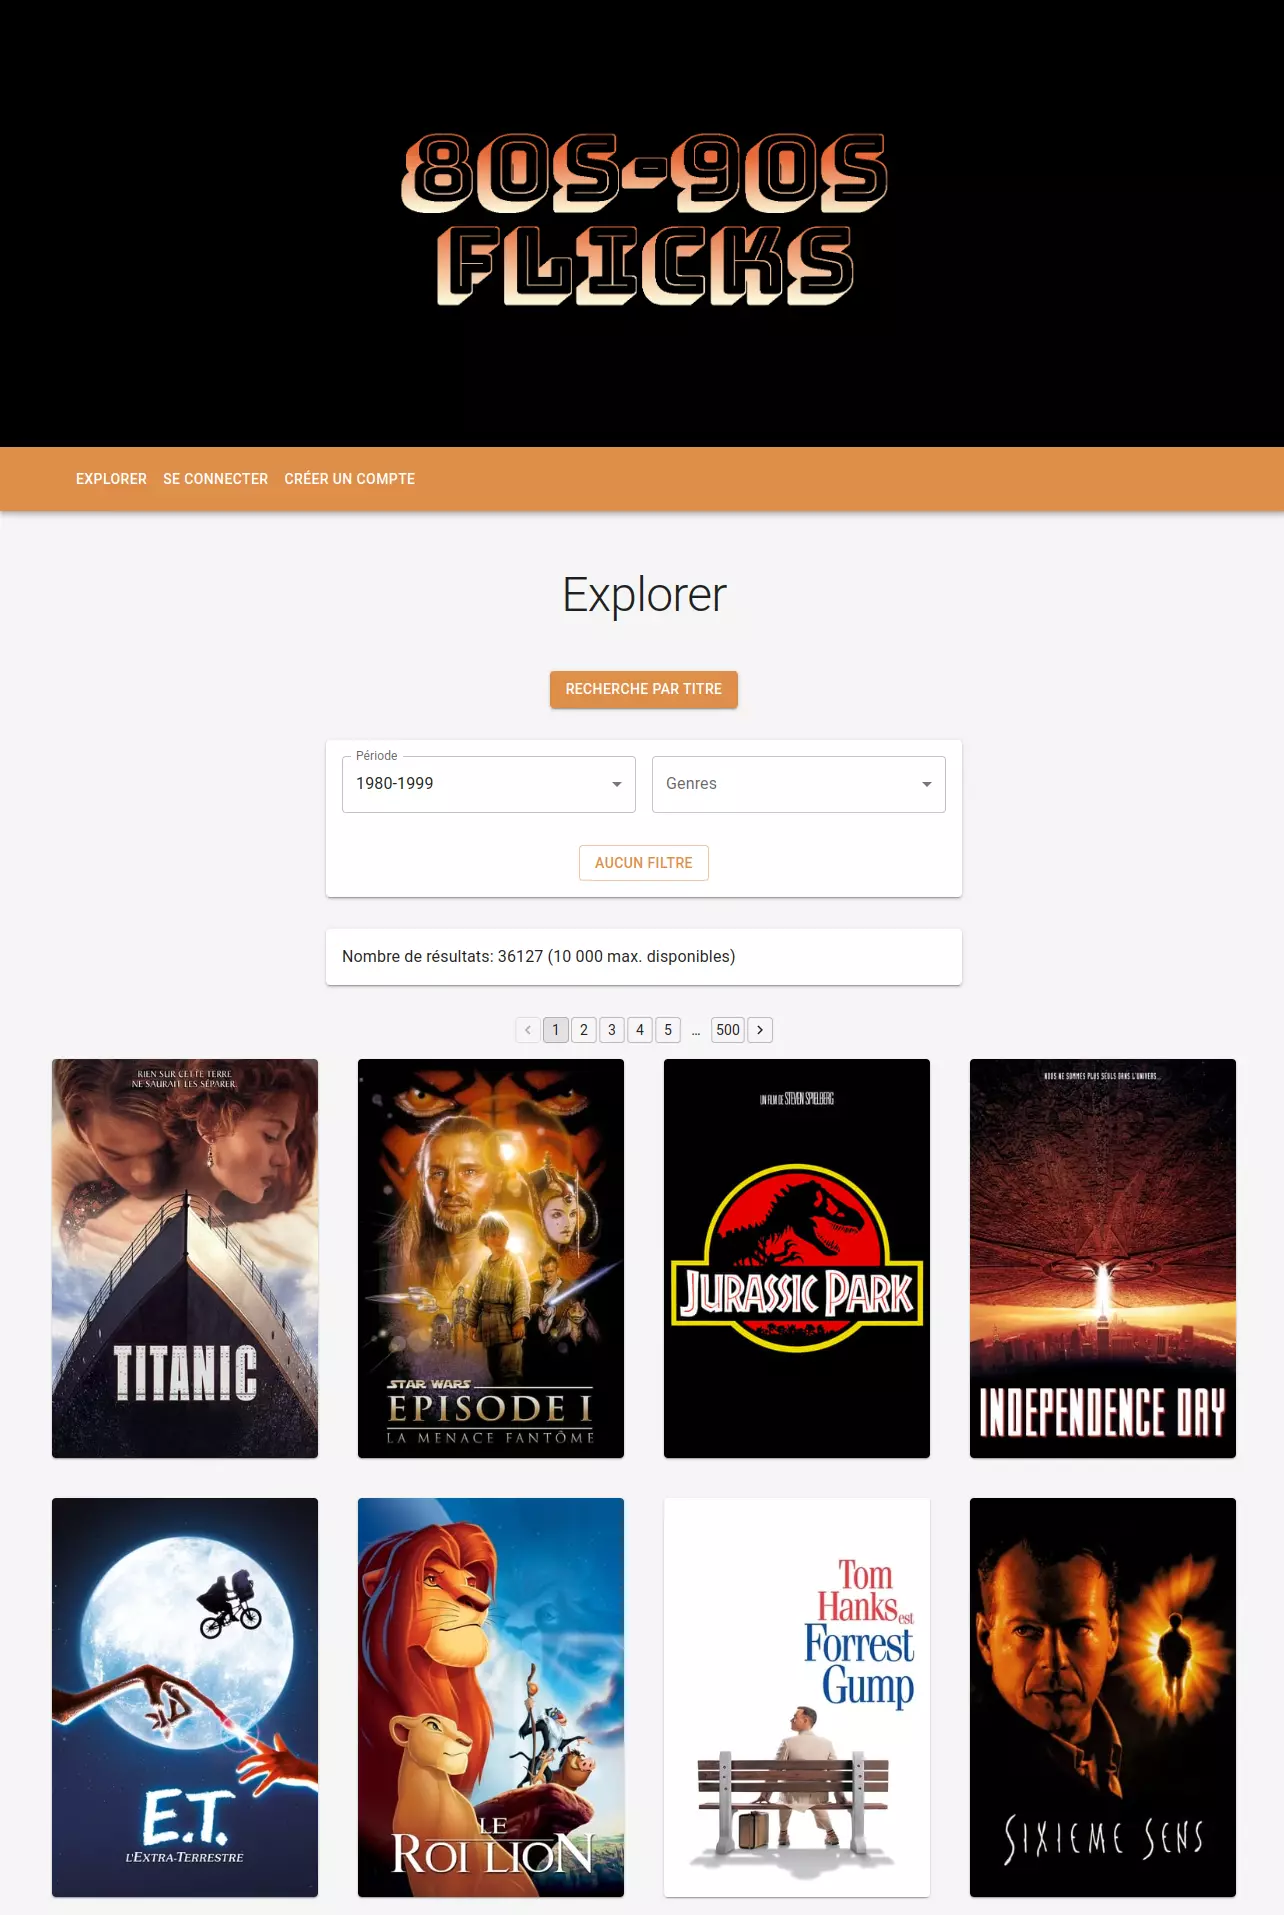 80S-90S
FLICKS
EXPLORER SE CONNECTER CRÉER UN COMPTE
Explorer
RECHERCHE PAR TITRE
Période
1980-1999
Genres
AUCUN FILTRE
Nombre de résultats: 36127 (10 000 max. disponibles)
1 2 3 4 5 … 500
RIEN SUR CETTE TERRE
NE SAURAIT LES SÉPARER.
TITANIC
STAR WARS
EPISODE I
LA MENACE FANTÔME
UN FILM DE STEVEN SPIELBERG
JURASSIC PARK
NOUS NE SOMMES PLUS SEULS DANS L'UNIVERS...
INDEPENDENCE DAY
E.T.
L'EXTRA-TERRESTRE
LE
ROI LION
Tom
Hanks est
Forrest
Gump
SIXIEME SENS